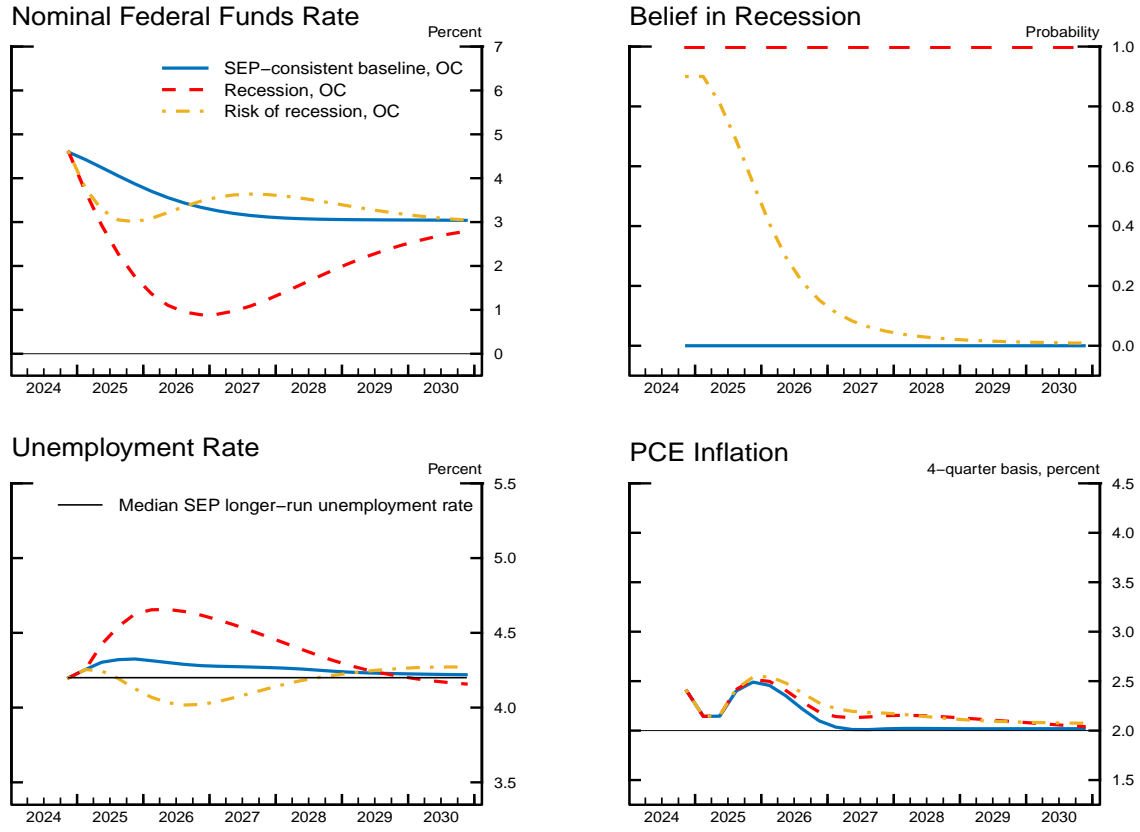 Nominal Federal Funds Rate
Percent
7
6
5
4
3
2
1
0
SEP−consistent baseline, OC
Recession, OC
Risk of recession, OC
2024 2025 2026 2027 2028 2029 2030
Belief in Recession
Probability
1.0
0.8
0.6
0.4
0.2
0.0
2024 2025 2026 2027 2028 2029 2030
Unemployment Rate
Percent
5.5
5.0
4.5
4.0
3.5
Median SEP longer−run unemployment rate
2024 2025 2026 2027 2028 2029 2030
PCE Inflation
4−quarter basis, percent
4.5
4.0
3.5
3.0
2.5
2.0
1.5
2024 2025 2026 2027 2028 2029 2030